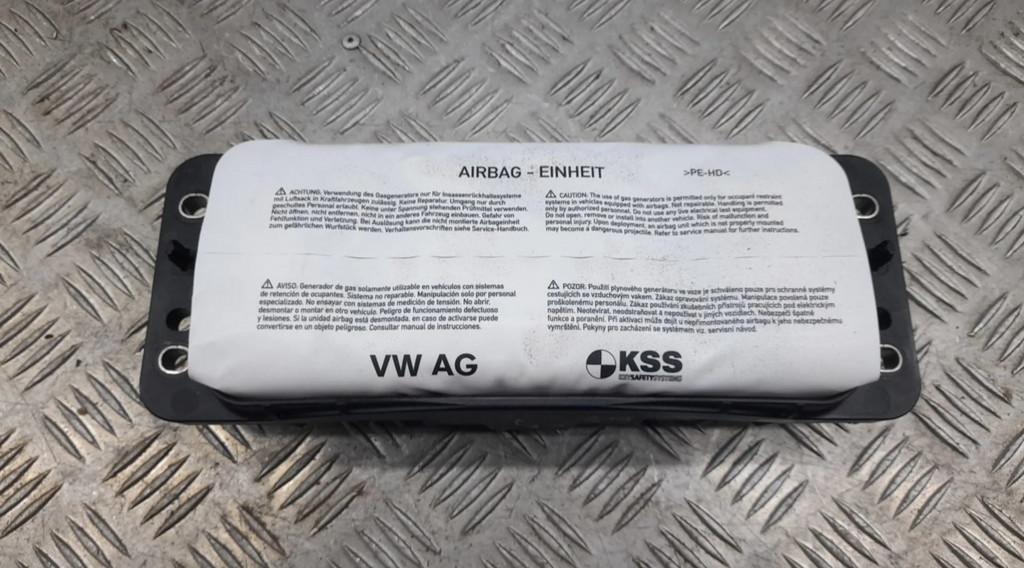 AIRBAG - EINHEIT
>PE-HD<
⚠ ACHTUNG: Verwendung des Gasgenerators nur für Insassenrückhaltesysteme
mit Luftsack in Kraftfahrzeugen zulässig. Keine Reparatur. Umgang nur durch
geschultes Personal erlaubt. Keine unter Spannung stehenden Prüfmittel verwenden.
Nicht öffnen, nicht entfernen, nicht in ein anderes Fahrzeug einbauen. Gefahr von
Fehlfunktion und Verletzung. Bei Auslösung kann die nicht montierte Airbageinheit
zum gefährlichen Wurfstück werden. Verhaltensvorschriften siehe Service-Handbuch.
⚠ CAUTION: The use of gas generators is permitted only for occupant restraint
systems in vehicles equipped with airbags. Not repairable. Handling is permitted
only by authorized personnel. Do not use any live electrical test equipment.
Do not open, remove or install into another vehicle. Risk of malfunction and
personal injury. Upon deployment, an airbag unit which is not properly mounted
may become a dangerous projectile. Refer to service manual for further instructions.
⚠ AVISO: Generador de gas solamente utilizable en vehículos con sistemas
de retención de ocupantes. Sistema no reparable. Manipulación solo por personal
especializado. No ensayar con sistemas de medición de tensión. No abrir,
desmontar o montar en otro vehículo. Peligro de funcionamiento defectuoso
y lesiones. Si la unidad airbag está desmontada, en caso de activarse puede
convertirse en un objeto peligroso. Consultar manual de instrucciones.
⚠ POZOR: Použití plynového generátoru ve voze je schváleno pouze pro ochranné systémy
cestujících se vzduchovým vakem. Zákaz opravování systému. Manipulace povolená pouze
proškolenému personálu. Zákaz používání zkušebních přístrojů pracujících pod elektrickým
napětím. Neotevírat, neodstraňovat a nepoužívat v jiných vozidlech. Nebezpečí špatné
funkce a poranění. Při aktivaci může dojít u nepřimontovaného airbagu k jeho nebezpečnému
vymrštění. Pokyny pro zacházení se systémem viz. servisní návod.
VW AG
KSS
KEY SAFETY SYSTEMS